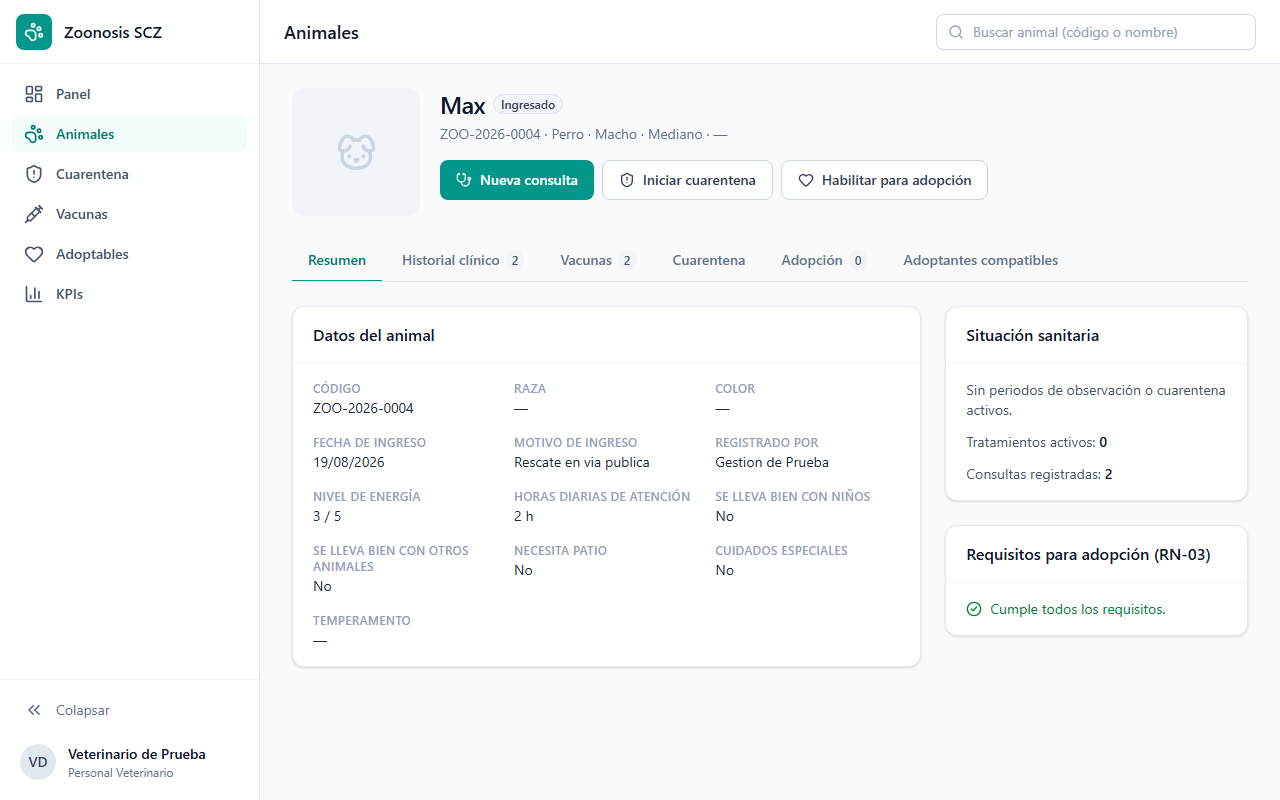 Zoonosis SCZ
Animales
Buscar animal (código o nombre)
Panel
Animales
Cuarentena
Vacunas
Adoptables
KPIs
Max Ingresado
ZOO-2026-0004 · Perro · Macho · Mediano · —
Nueva consulta Iniciar cuarentena Habilitar para adopción
Resumen Historial clínico 2 Vacunas 2 Cuarentena Adopción 0 Adoptantes compatibles
Datos del animal
CÓDIGO RAZA COLOR
ZOO-2026-0004 — —
FECHA DE INGRESO MOTIVO DE INGRESO REGISTRADO POR
19/08/2026 Rescate en via publica Gestion de Prueba
NIVEL DE ENERGÍA HORAS DIARIAS DE ATENCIÓN SE LLEVA BIEN CON NIÑOS
3 / 5 2 h No
SE LLEVA BIEN CON OTROS ANIMALES NECESITA PATIO CUIDADOS ESPECIALES
No No No
TEMPERAMENTO
—
Situación sanitaria
Sin periodos de observación o cuarentena
activos.
Tratamientos activos: 0
Consultas registradas: 2
Requisitos para adopción (RN-03)
Cumple todos los requisitos.
Colapsar
VD
Veterinario de Prueba
Personal Veterinario